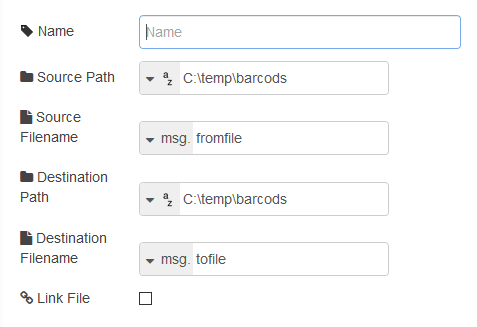 Name
Name
Source Path
az C:\temp\barcods
Source
Filename
msg. fromfile
Destination
Path
az C:\temp\barcods
Destination
Filename
msg. tofile
Link File